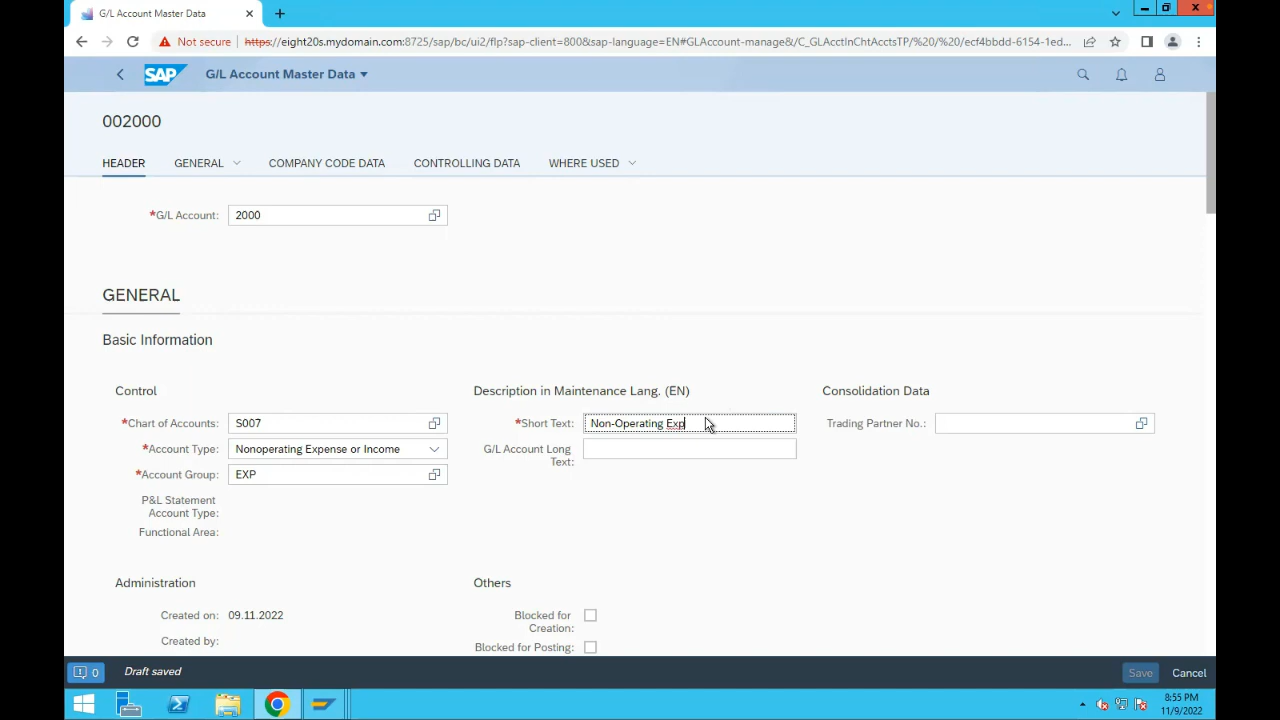 G/L Account Master Data
Not secure https://eight20s.mydomain.com:8725/sap/bc/ui2/flp?sap-client=800&sap-language=EN#GLAccount-manage&/C_GLAcctInChtAcctsTP/%20/%20/ecf4bbdd-6154-1ed...
SAP G/L Account Master Data
002000
HEADER GENERAL COMPANY CODE DATA CONTROLLING DATA WHERE USED
*G/L Account: 2000
GENERAL
Basic Information
Control Description in Maintenance Lang. (EN) Consolidation Data
*Chart of Accounts: S007 *Short Text: Non-Operating Exp Trading Partner No.:
*Account Type: Nonoperating Expense or Income G/L Account Long
Text:
*Account Group: EXP
P&L Statement
Account Type:
Functional Area:
Administration Others
Created on: 09.11.2022 Blocked for
Creation:
Created by: Blocked for Posting:
0 Draft saved Save Cancel
8:55 PM
11/9/2022